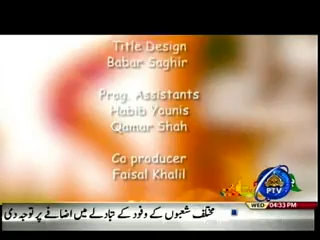 Title Design
Babar Saghir
Prog. Assistants
Habib Younis
Qamar Shah
Co producer
Faisal Khalil
PTV
WED 04:33 PM
مختلف شعبوں کے وفود کے تبادلے میں اضافے پر توجہ دی